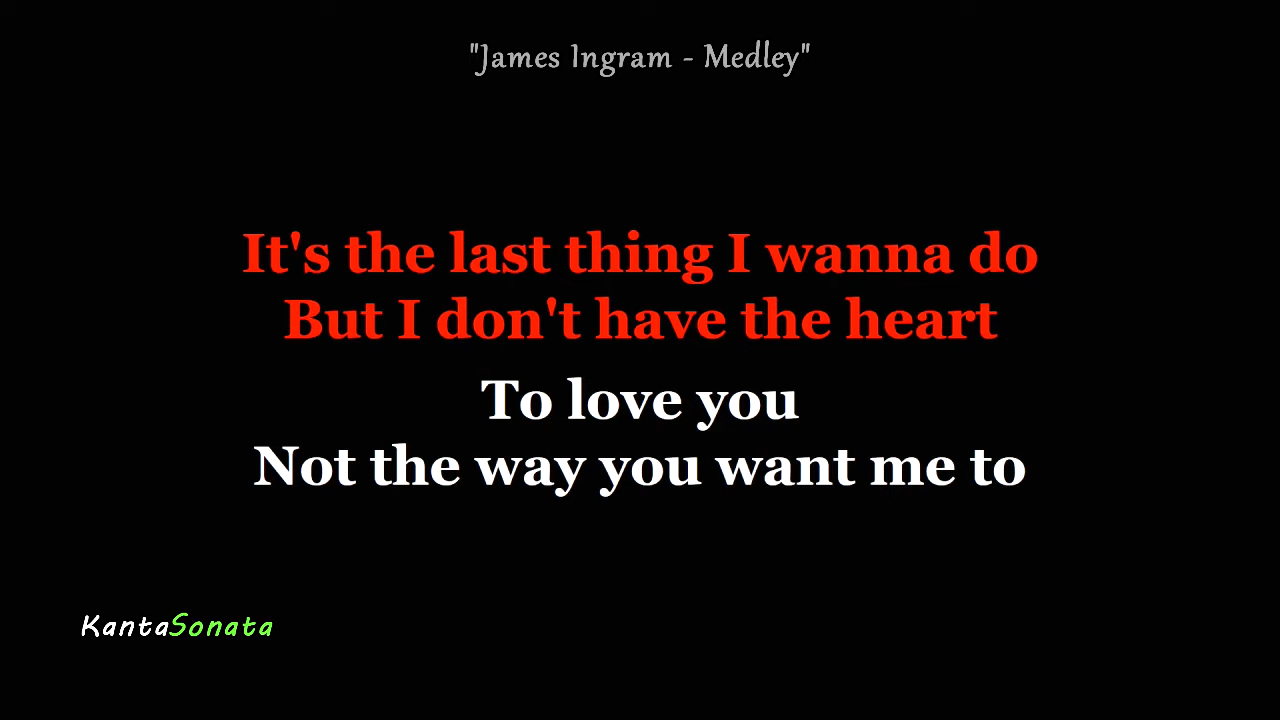 "James Ingram - Medley"
It's the last thing I wanna do
But I don't have the heart
To love you
Not the way you want me to
KantaSonata